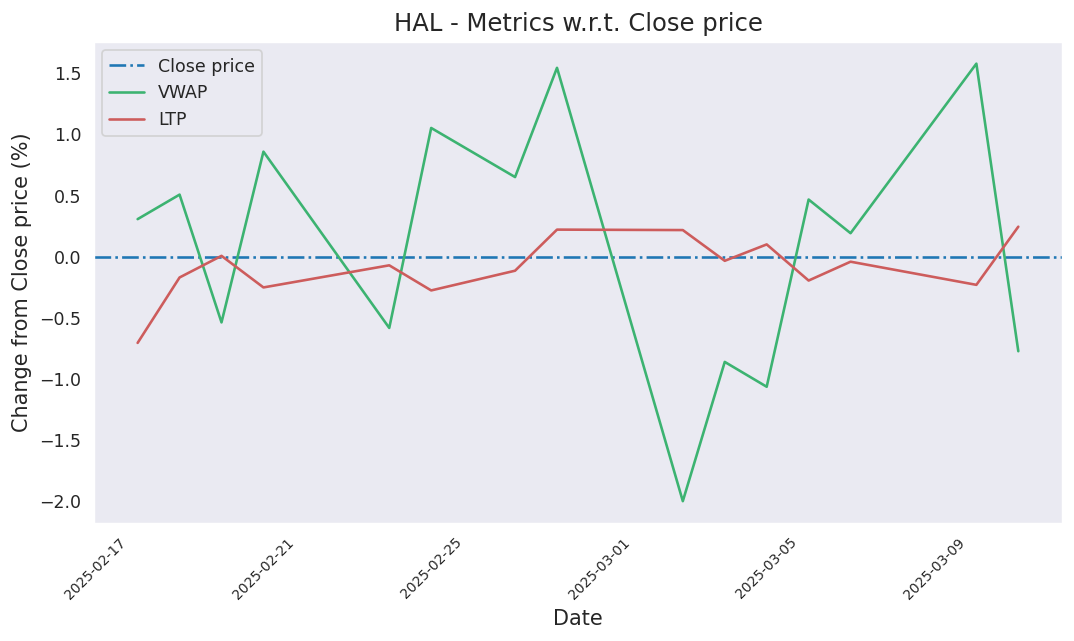 HAL - Metrics w.r.t. Close price
Close price
VWAP
LTP
Change from Close price (%)
1.5
1.0
0.5
0.0
−0.5
−1.0
−1.5
−2.0
2025-02-17
2025-02-21
2025-02-25
2025-03-01
2025-03-05
2025-03-09
Date